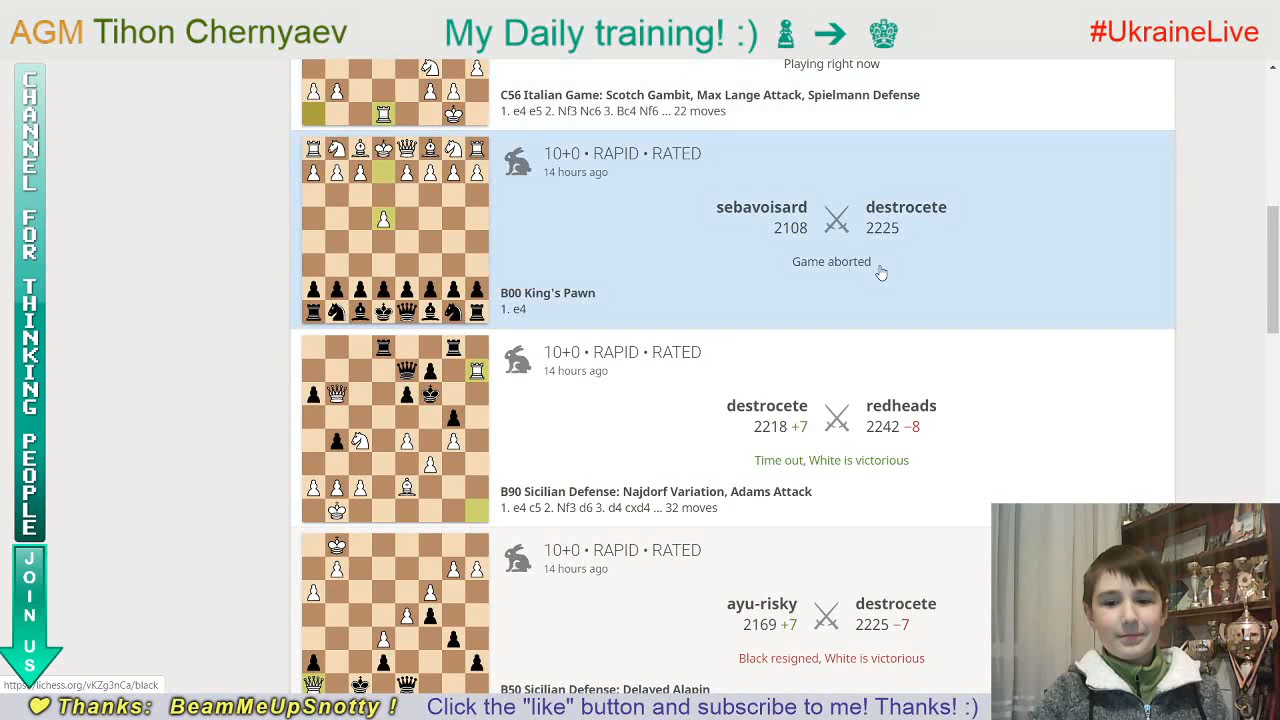 AGM Tihon Chernyaev
My Daily training! :) ♙ → ♔
#UkraineLive
CHANNEL FOR THINKING PEOPLE
JOIN US
Playing right now
C56 Italian Game: Scotch Gambit, Max Lange Attack, Spielmann Defense
1. e4 e5 2. Nf3 Nc6 3. Bc4 Nf6 ... 22 moves
10+0 • RAPID • RATED
14 hours ago
sebavoisard destrocete
2108 2225
Game aborted
B00 King's Pawn
1. e4
10+0 • RAPID • RATED
14 hours ago
destrocete redheads
2218 +7 2242 −8
Time out, White is victorious
B90 Sicilian Defense: Najdorf Variation, Adams Attack
1. e4 c5 2. Nf3 d6 3. d4 cxd4 ... 32 moves
10+0 • RAPID • RATED
14 hours ago
ayu-risky destrocete
2169 +7 2225 −7
Black resigned, White is victorious
B50 Sicilian Defense: Delayed Alapin
https://lichess.org/vKZg3nCa/black
Thanks: BeamMeUpSnotty ! Click the "like" button and subscribe to me! Thanks! :)